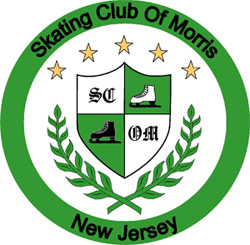 Skating Club Of Morris
SC
OM
New Jersey